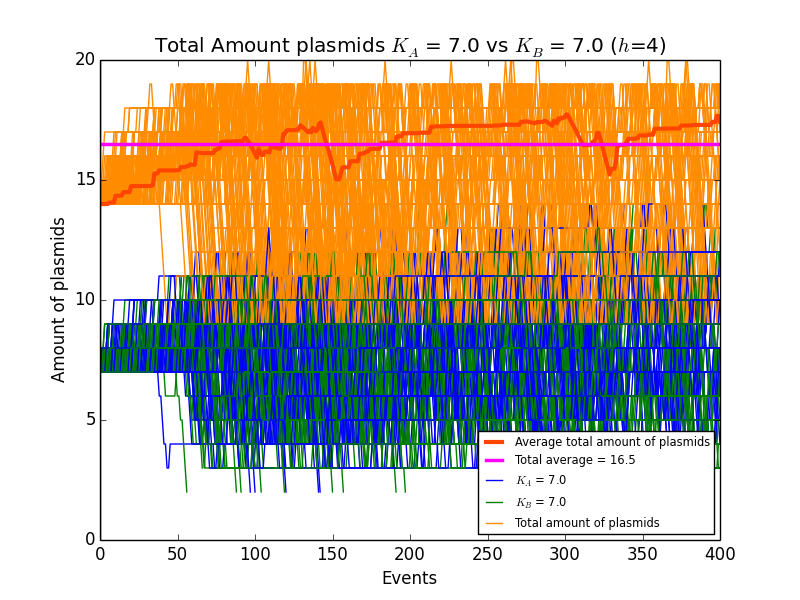 Total Amount plasmids K_A = 7.0 vs K_B = 7.0 (h=4)
20
15
10
5
0
Amount of plasmids
Average total amount of plasmids
Total average = 16.5
K_A = 7.0
K_B = 7.0
Total amount of plasmids
0 50 100 150 200 250 300 350 400
Events